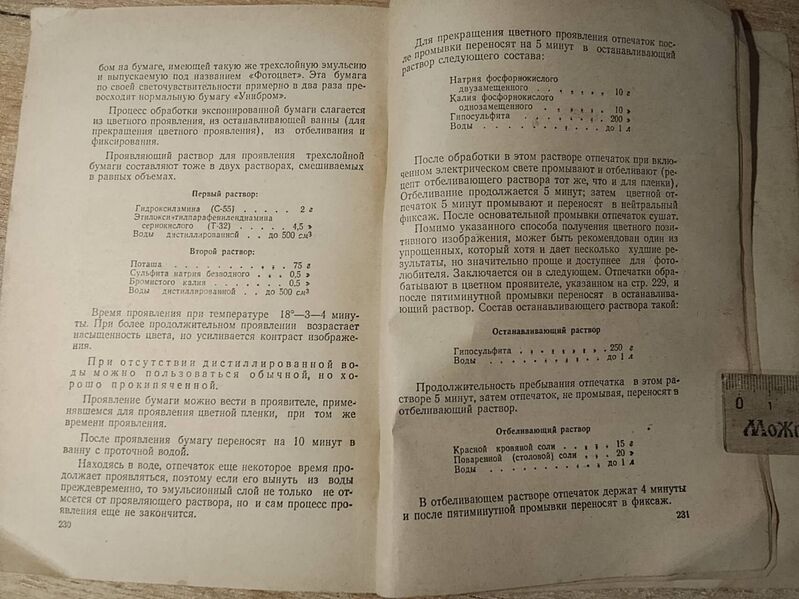 бом на бумаге, имеющей такую же трехслойную эмульсию
и выпускаемую под названием «Фотоцвет». Эта бумага
по своей светочувствительности примерно в два раза пре-
восходит нормальную бумагу «Унибром».
Процесс обработки экспонированной бумаги слагается
из цветного проявления, из останавливающей ванны (для
прекращения цветного проявления), из отбеливания и
фиксирования.
Проявляющий раствор для проявления трехслойной
бумаги составляют тоже в двух растворах, смешиваемых
в равных объемах.
Первый раствор:
Гидроксиламина (С-55) . . . . . 2 г
Этилоксиэтилпарафенилендиамина
сернокислого (Т-32) . . . . . 4,5 »
Воды дистиллированной . . до 500 см³
Второй раствор:
Поташа . . . . . . . . . . 75 г
Сульфита натрия безводного . . . 0,5 »
Бромистого калия . . . . . . 0,5 »
Воды дистиллированной . . до 500 см³
Время проявления при температуре 18°—3—4 мину-
ты. При более продолжительном проявлении возрастает
насыщенность цвета, но усиливается контраст изображе-
ния.
При отсутствии дистиллированной во-
ды можно пользоваться обычной, но хо-
рошо прокипяченной.
Проявление бумаги можно вести в проявителе, приме-
нявшемся для проявления цветной пленки, при том же
времени проявления.
После проявления бумагу переносят на 10 минут в
ванну с проточной водой.
Находясь в воде, отпечаток еще некоторое время про-
должает проявляться, поэтому если его вынуть из воды
преждевременно, то эмульсионный слой не только не от-
моется от проявляющего раствора, но и сам процесс про-
явления еще не закончится.
230
Для прекращения цветного проявления отпечаток пос-
ле промывки переносят на 5 минут в останавливающий
раствор следующего состава:
Натрия фосфорнокислого
двузамещенного . . . . . . . 10 г
Калия фосфорнокислого
однозамещенного . . . . . . 10 »
Гипосульфита . . . . . . . . 200 »
Воды . . . . . . . . . до 1 л
После обработки в этом растворе отпечаток при вклю-
ченном электрическом свете промывают и отбеливают (ре-
цепт отбеливающего раствора тот же, что и для пленки),
Отбеливание продолжается 5 минут; затем цветной от-
печаток 5 минут промывают и переносят в нейтральный
фиксаж. После основательной промывки отпечаток сушат.
Помимо указанного способа получения цветного пози-
тивного изображения, может быть рекомендован один из
упрощенных, который хотя и дает несколько худшие ре-
зультаты, но значительно проще и доступнее для фото-
любителя. Заключается он в следующем. Отпечатки обра-
батывают в цветном проявителе, указанном на стр. 229, и
после пятиминутной промывки переносят в останавлива-
ющий раствор. Состав останавливающего раствора такой:
Останавливающий раствор
Гипосульфита . . . . . . . . 250 г
Воды . . . . . . . . . до 1 л
Продолжительность пребывания отпечатка в этом ра-
створе 5 минут, затем отпечаток, не промывая, переносят в
отбеливающий раствор.
Отбеливающий раствор
Красной кровяной соли . . . . . 15 г
Поваренной (столовой) соли . . . . 20 »
Воды . . . . . . . . . до 1 л
В отбеливающем растворе отпечаток держат 4 минуты
и после пятиминутной промывки переносят в фиксаж.
231
0 1